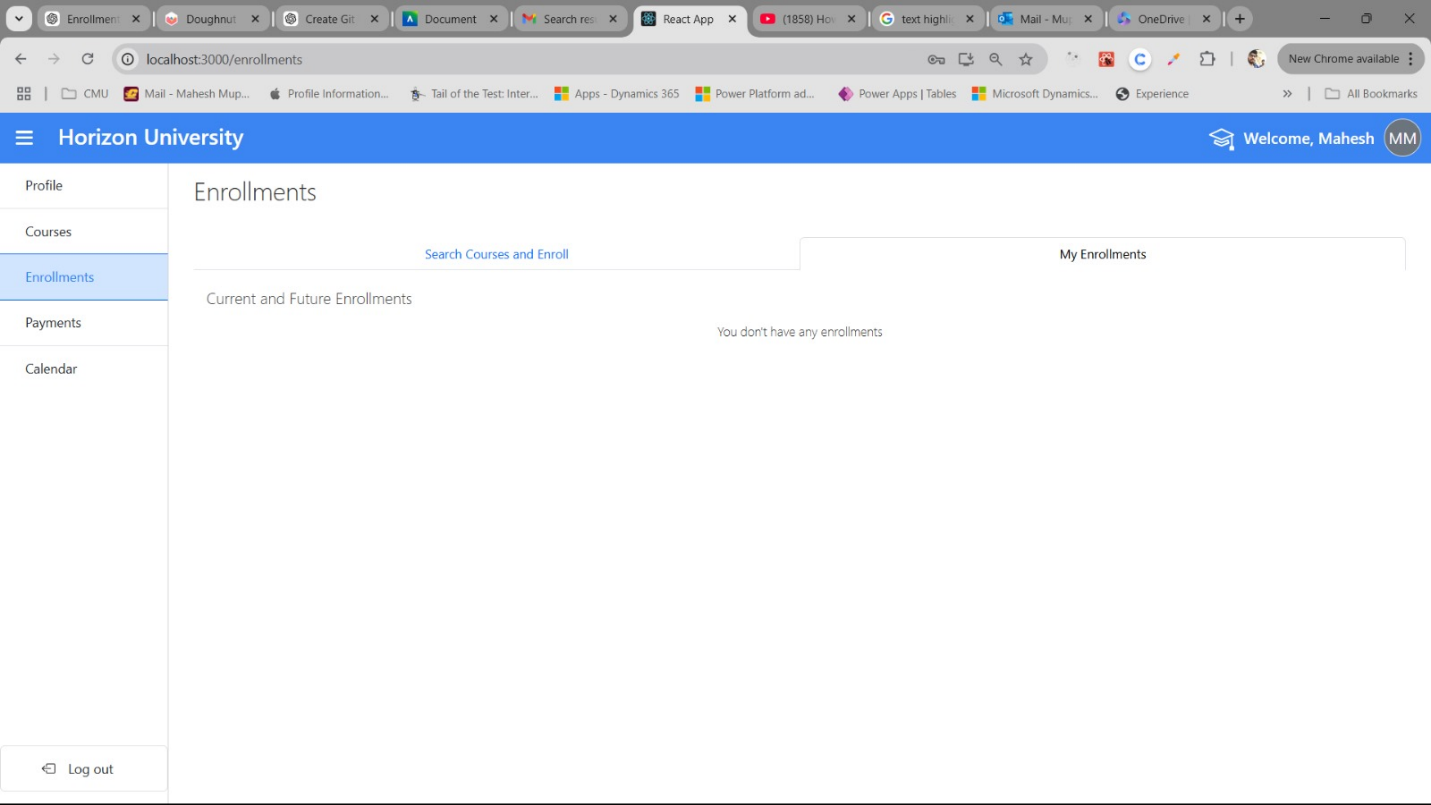 Enrollment
Doughnut
Create Git
Document
Search res
React App
(1858) Ho
text highli
Mail - Mu
OneDrive
localhost:3000/enrollments
New Chrome available
CMU
Mail - Mahesh Mup...
Profile Information...
Tail of the Test: Inter...
Apps - Dynamics 365
Power Platform ad...
Power Apps | Tables
Microsoft Dynamics...
Experience
All Bookmarks
Horizon University
Welcome, Mahesh
MM
Profile
Enrollments
Courses
Search Courses and Enroll
My Enrollments
Enrollments
Current and Future Enrollments
Payments
You don't have any enrollments
Calendar
Log out